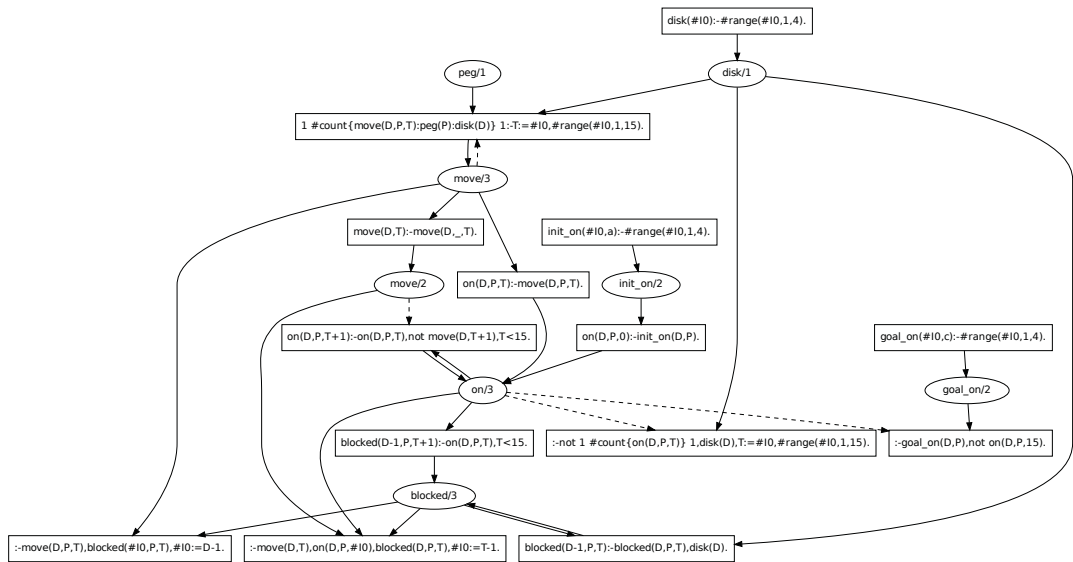 disk(#I0):-#range(#I0,1,4).
peg/1
disk/1
1 #count{move(D,P,T):peg(P):disk(D)} 1:-T:=#I0,#range(#I0,1,15).
move/3
move(D,T):-move(D,_,T).
init_on(#I0,a):-#range(#I0,1,4).
move/2
on(D,P,T):-move(D,P,T).
init_on/2
on(D,P,T+1):-on(D,P,T),not move(D,T+1),T<15.
on(D,P,0):-init_on(D,P).
goal_on(#I0,c):-#range(#I0,1,4).
on/3
goal_on/2
blocked(D-1,P,T+1):-on(D,P,T),T<15.
:-not 1 #count{on(D,P,T)} 1,disk(D),T:=#I0,#range(#I0,1,15).
:-goal_on(D,P),not on(D,P,15).
blocked/3
:-move(D,P,T),blocked(#I0,P,T),#I0:=D-1.
:-move(D,T),on(D,P,#I0),blocked(D,P,T),#I0:=T-1.
blocked(D-1,P,T):-blocked(D,P,T),disk(D).